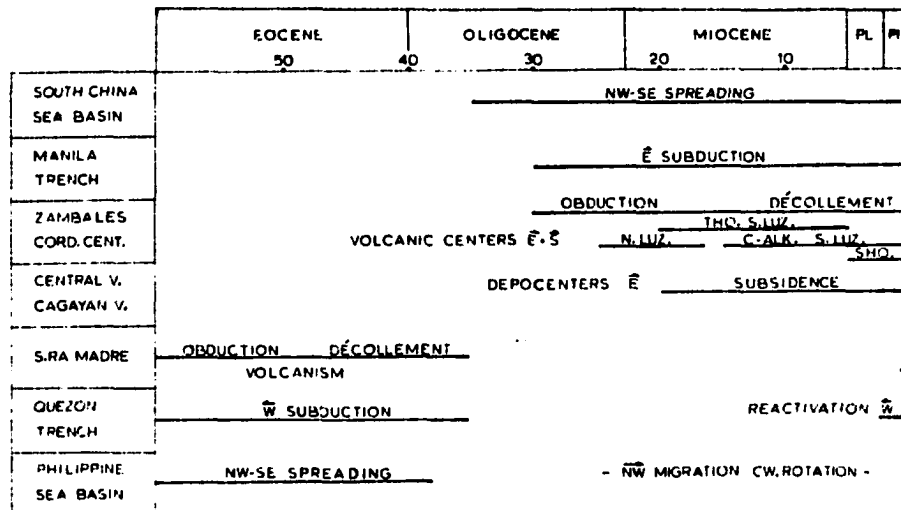 EOCENE OLIGOCENE MIOCENE PL PL
50 40 30 20 10
SOUTH CHINA
SEA BASIN
NW-SE SPREADING
MANILA
TRENCH
E SUBDUCTION
ZAMBALES
CORD. CENT.
OBDUCTION DÉCOLLEMENT
THO. S.LUZ.
VOLCANIC CENTERS E·S N.LUZ. C-ALK. S.LUZ.
SHO.
CENTRAL V.
CAGAYAN V.
DEPOCENTERS E SUBSIDENCE
S.RA MADRE
OBDUCTION DÉCOLLEMENT
VOLCANISM
QUEZON
TRENCH
W SUBDUCTION
REACTIVATION W
PHILIPPINE
SEA BASIN
NW-SE SPREADING
- NW MIGRATION CW. ROTATION -